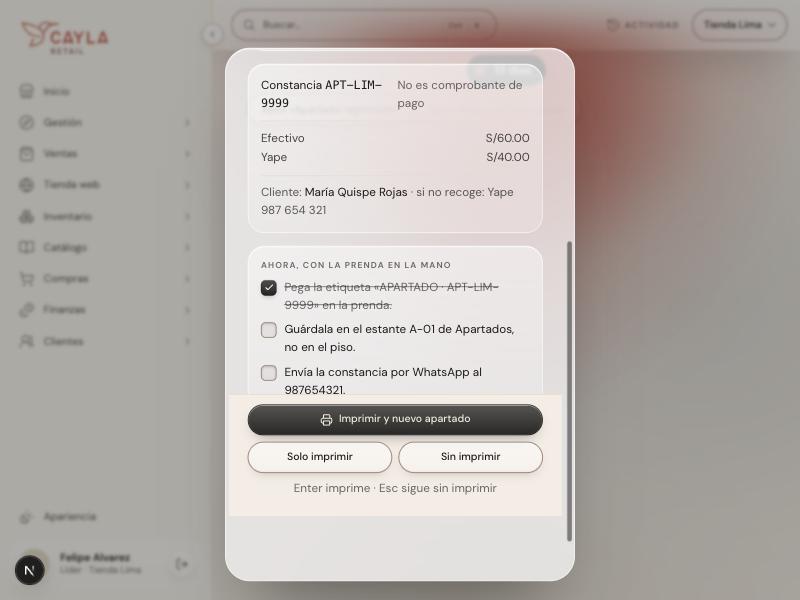 CAYLA
RETAIL
Buscar...
Ctrl · K
ACTIVIDAD
Tienda Lima
Inicio
Gestión
Ventas
Tienda web
Inventario
Catálogo
Compras
Finanzas
Clientes
Apariencia
Felipe Alvarez
Líder · Tienda Lima
N
Constancia APT–LIM–
9999
No es comprobante de
pago
Efectivo
S/60.00
Yape
S/40.00
Cliente: María Quispe Rojas · si no recoge: Yape
987 654 321
AHORA, CON LA PRENDA EN LA MANO
Pega la etiqueta «APARTADO · APT–LIM–
9999» en la prenda.
Guárdala en el estante A-01 de Apartados,
no en el piso.
Envía la constancia por WhatsApp al
987654321.
Imprimir y nuevo apartado
Solo imprimir
Sin imprimir
Enter imprime · Esc sigue sin imprimir